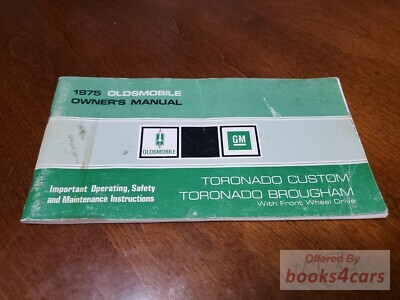 1975 OLDSMOBILE
OWNER'S MANUAL
OLDSMOBILE
GM
TORONADO CUSTOM
TORONADO BROUGHAM
With Front Wheel Drive
Important Operating, Safety
and Maintenance Instructions
Offered By
books4cars